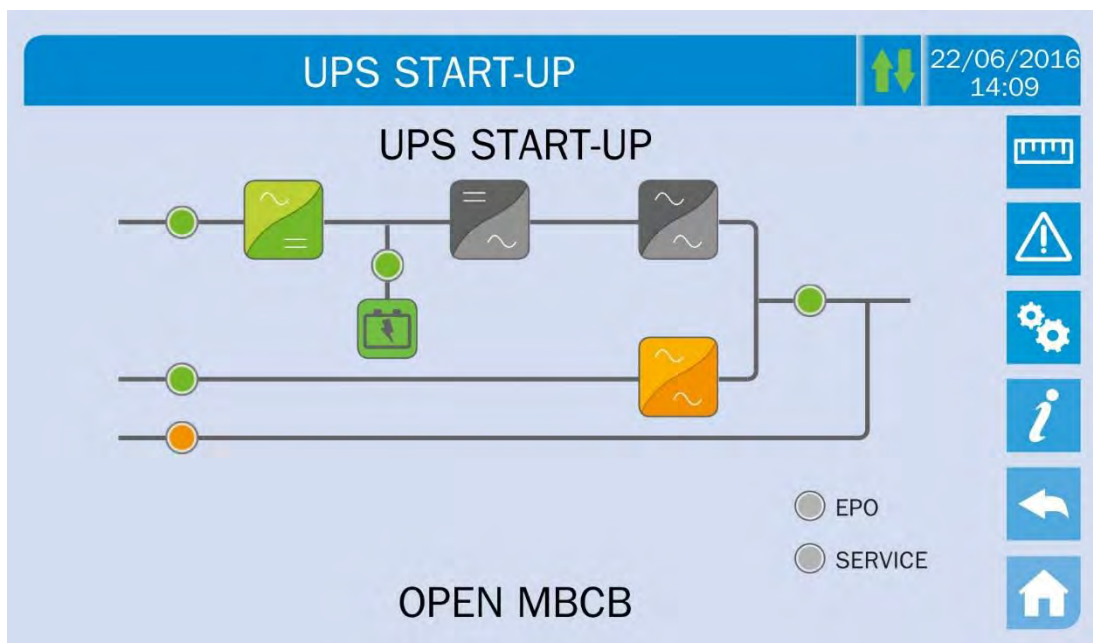 UPS START-UP
22/06/2016
14:09
UPS START-UP
EPO
SERVICE
OPEN MBCB